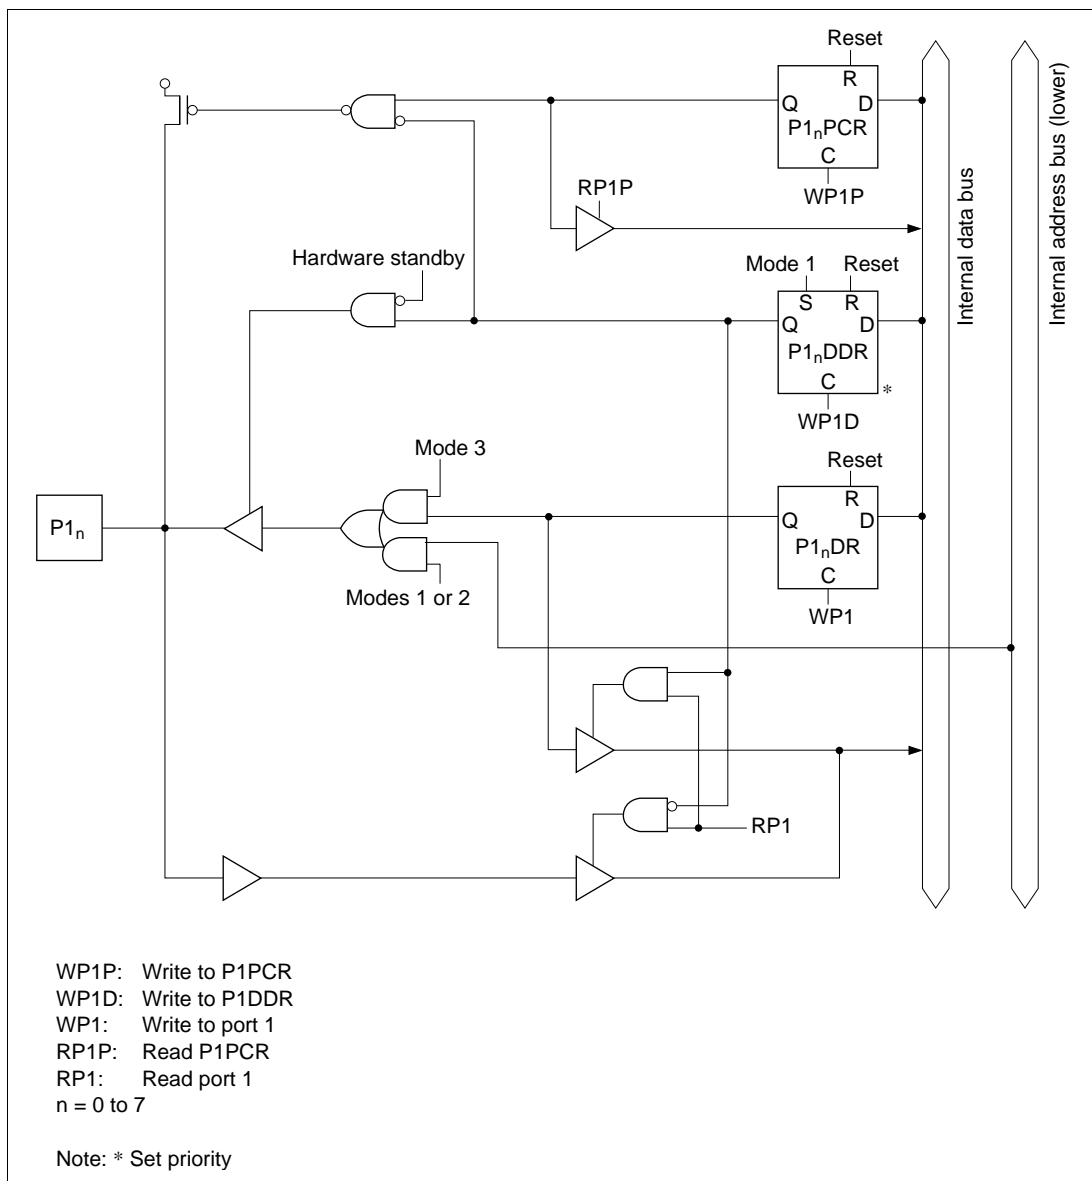 Reset
R
Q D
P1nPCR
C
WP1P
RP1P
Internal data bus
Internal address bus (lower)
Hardware standby
Mode 1 Reset
S R
Q D
P1nDDR
C
*
WP1D
Mode 3
Reset
R
Q D
P1nDR
C
WP1
P1n
Modes 1 or 2
RP1
WP1P: Write to P1PCR
WP1D: Write to P1DDR
WP1: Write to port 1
RP1P: Read P1PCR
RP1: Read port 1
n = 0 to 7
Note: * Set priority